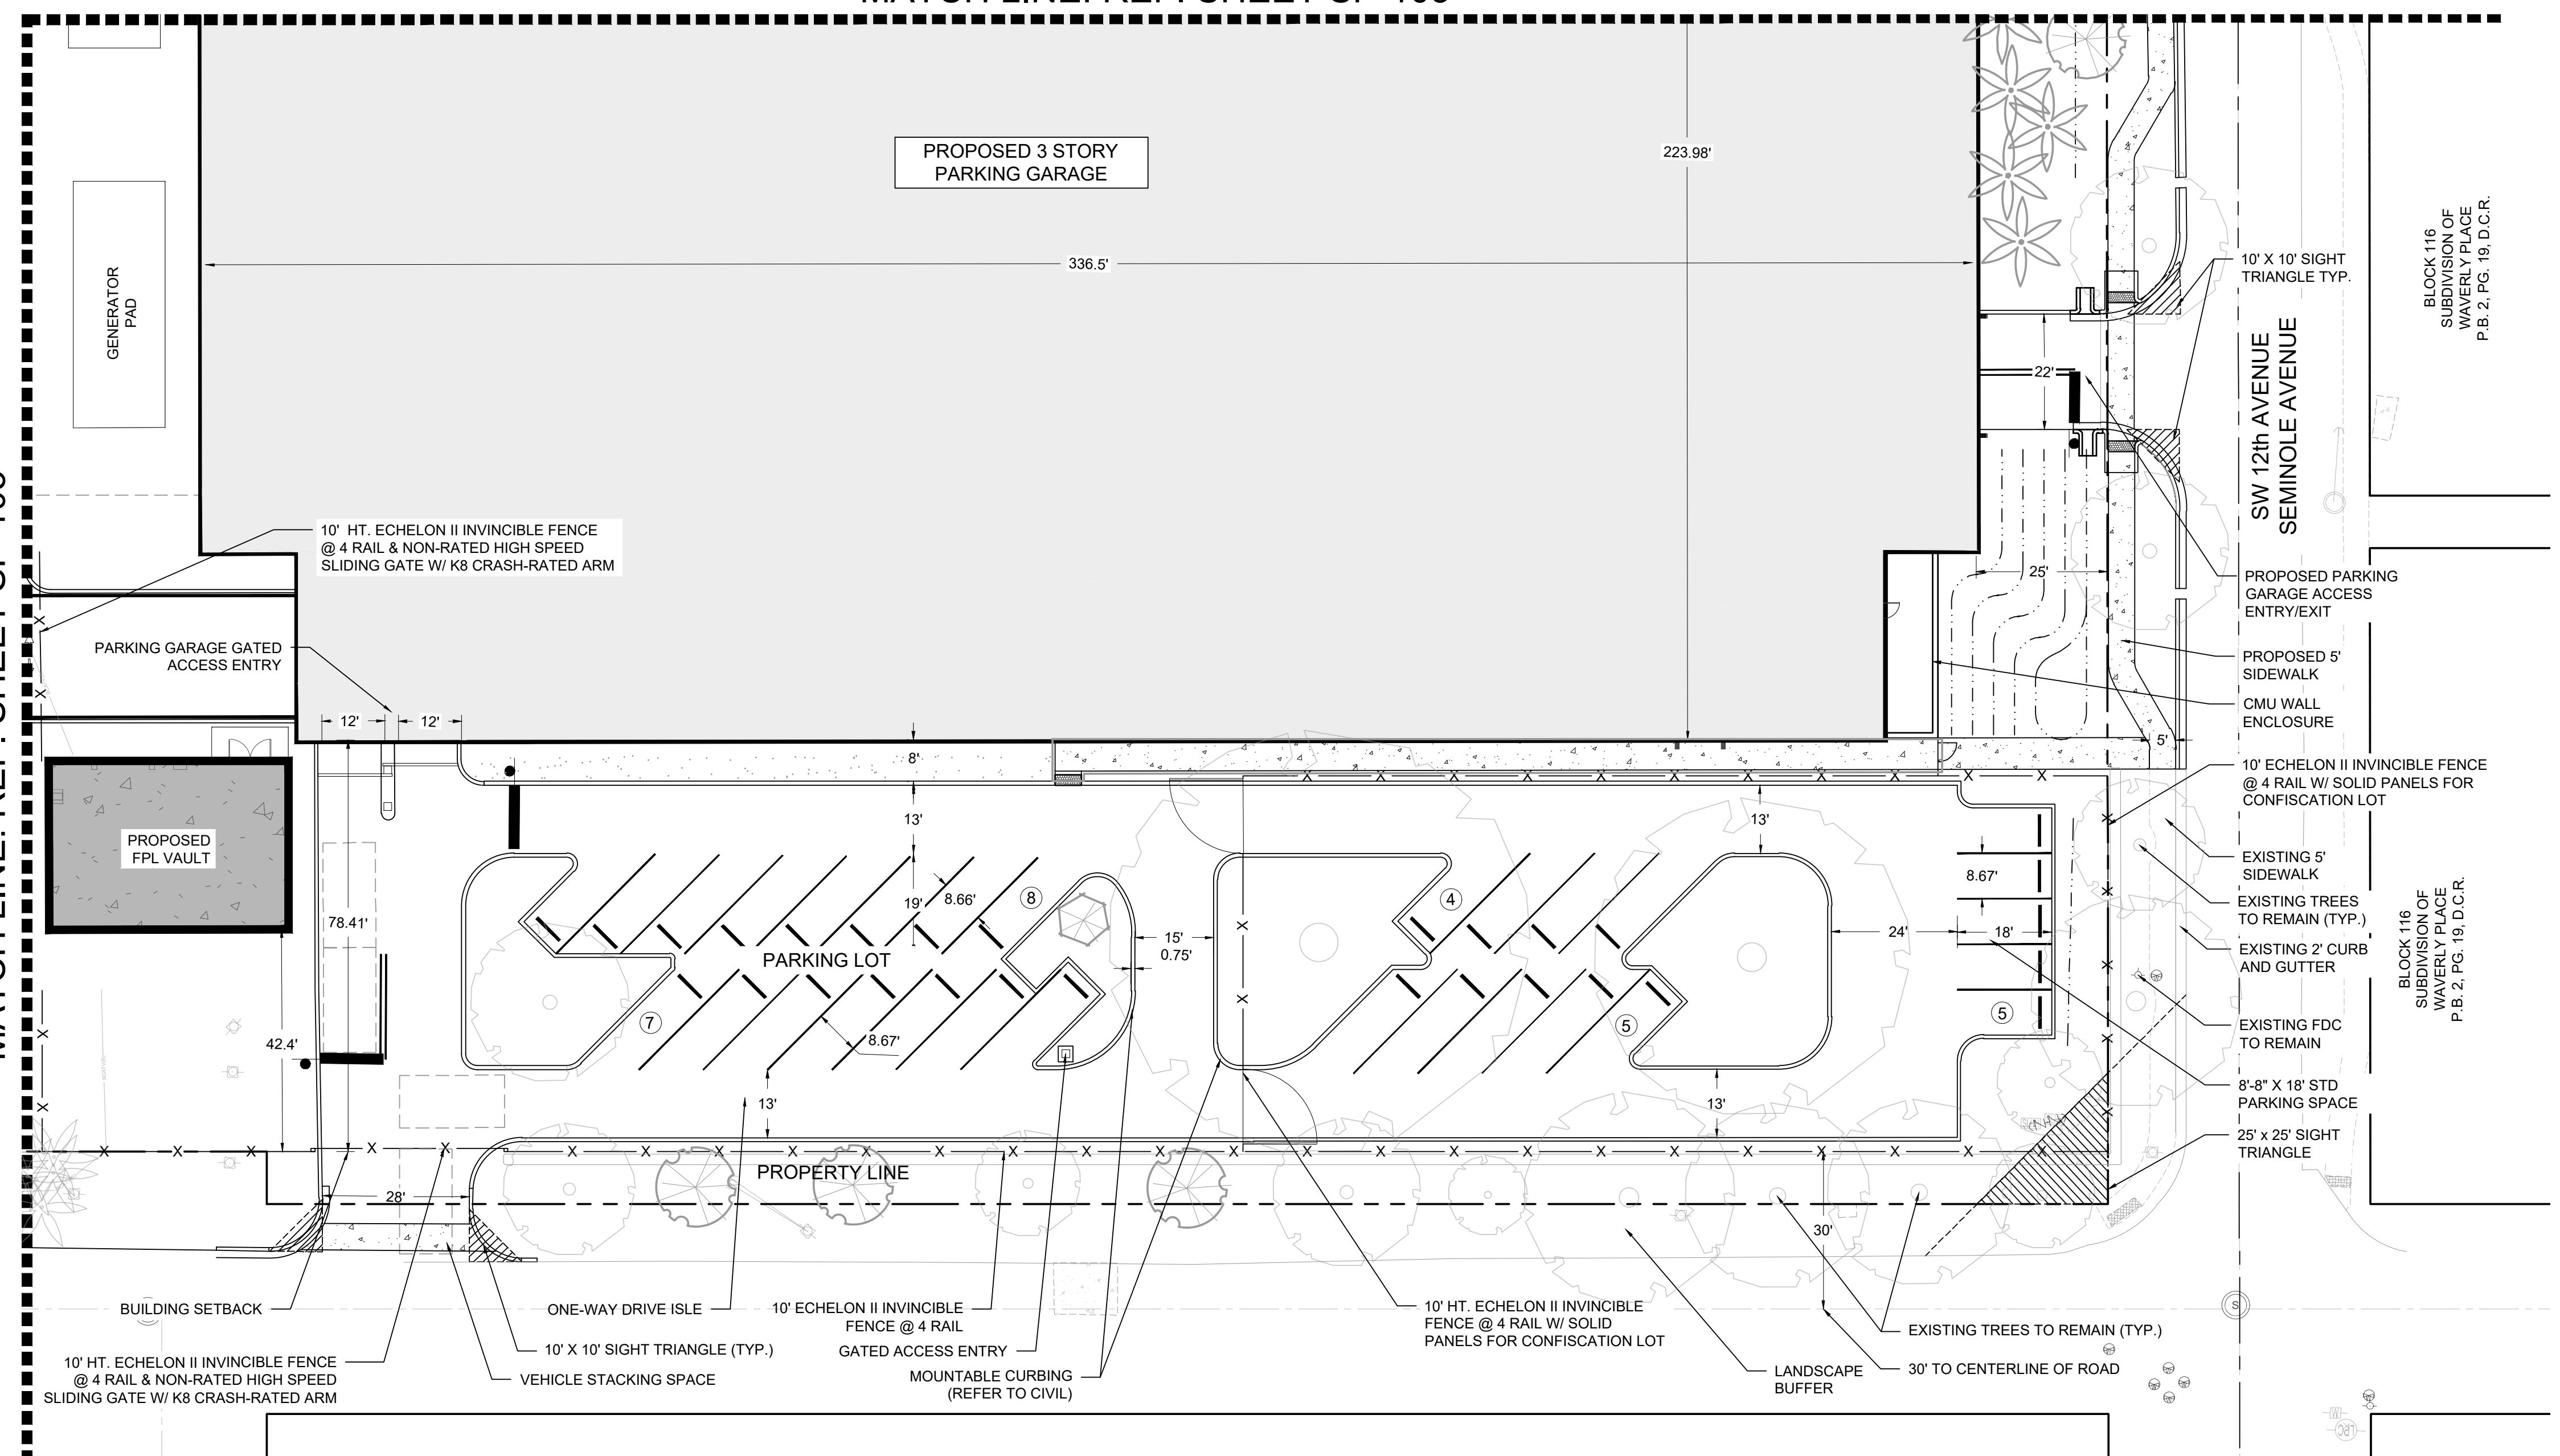 PROPOSED 3 STORY
PARKING GARAGE
223.98'
336.5'
GENERATOR
PAD
10' X 10' SIGHT
TRIANGLE TYP.
BLOCK 116
SUBDIVISION OF
WAVERLY PLACE
P.B. 2, PG. 19, D.C.R.
SW 12th AVENUE
SEMINOLE AVENUE
22'
25'
10' HT. ECHELON II INVINCIBLE FENCE
@ 4 RAIL & NON-RATED HIGH SPEED
SLIDING GATE W/ K8 CRASH-RATED ARM
PARKING GARAGE GATED
ACCESS ENTRY
PROPOSED PARKING
GARAGE ACCESS
ENTRY/EXIT
PROPOSED 5'
SIDEWALK
CMU WALL
ENCLOSURE
12'
12'
8'
5'
10' ECHELON II INVINCIBLE FENCE
@ 4 RAIL W/ SOLID PANELS FOR
CONFISCATION LOT
PROPOSED
FPL VAULT
13'
13'
EXISTING 5'
SIDEWALK
8.67'
EXISTING TREES
TO REMAIN (TYP.)
78.41'
19'
8.66'
8
4
15'
0.75'
24'
18'
PARKING LOT
EXISTING 2' CURB
AND GUTTER
BLOCK 116
SUBDIVISION OF
WAVERLY PLACE
P.B. 2, PG. 19, D.C.R.
7
8.67'
5
5
42.4'
EXISTING FDC
TO REMAIN
8'-8" X 18' STD
PARKING SPACE
13'
13'
25' x 25' SIGHT
TRIANGLE
PROPERTY LINE
28'
30'
BUILDING SETBACK
ONE-WAY DRIVE ISLE
10' ECHELON II INVINCIBLE
FENCE @ 4 RAIL
10' HT. ECHELON II INVINCIBLE
FENCE @ 4 RAIL W/ SOLID
PANELS FOR CONFISCATION LOT
S
EXISTING TREES TO REMAIN (TYP.)
10' X 10' SIGHT TRIANGLE (TYP.)
GATED ACCESS ENTRY
10' HT. ECHELON II INVINCIBLE FENCE
@ 4 RAIL & NON-RATED HIGH SPEED
SLIDING GATE W/ K8 CRASH-RATED ARM
VEHICLE STACKING SPACE
MOUNTABLE CURBING
(REFER TO CIVIL)
LANDSCAPE
BUFFER
30' TO CENTERLINE OF ROAD